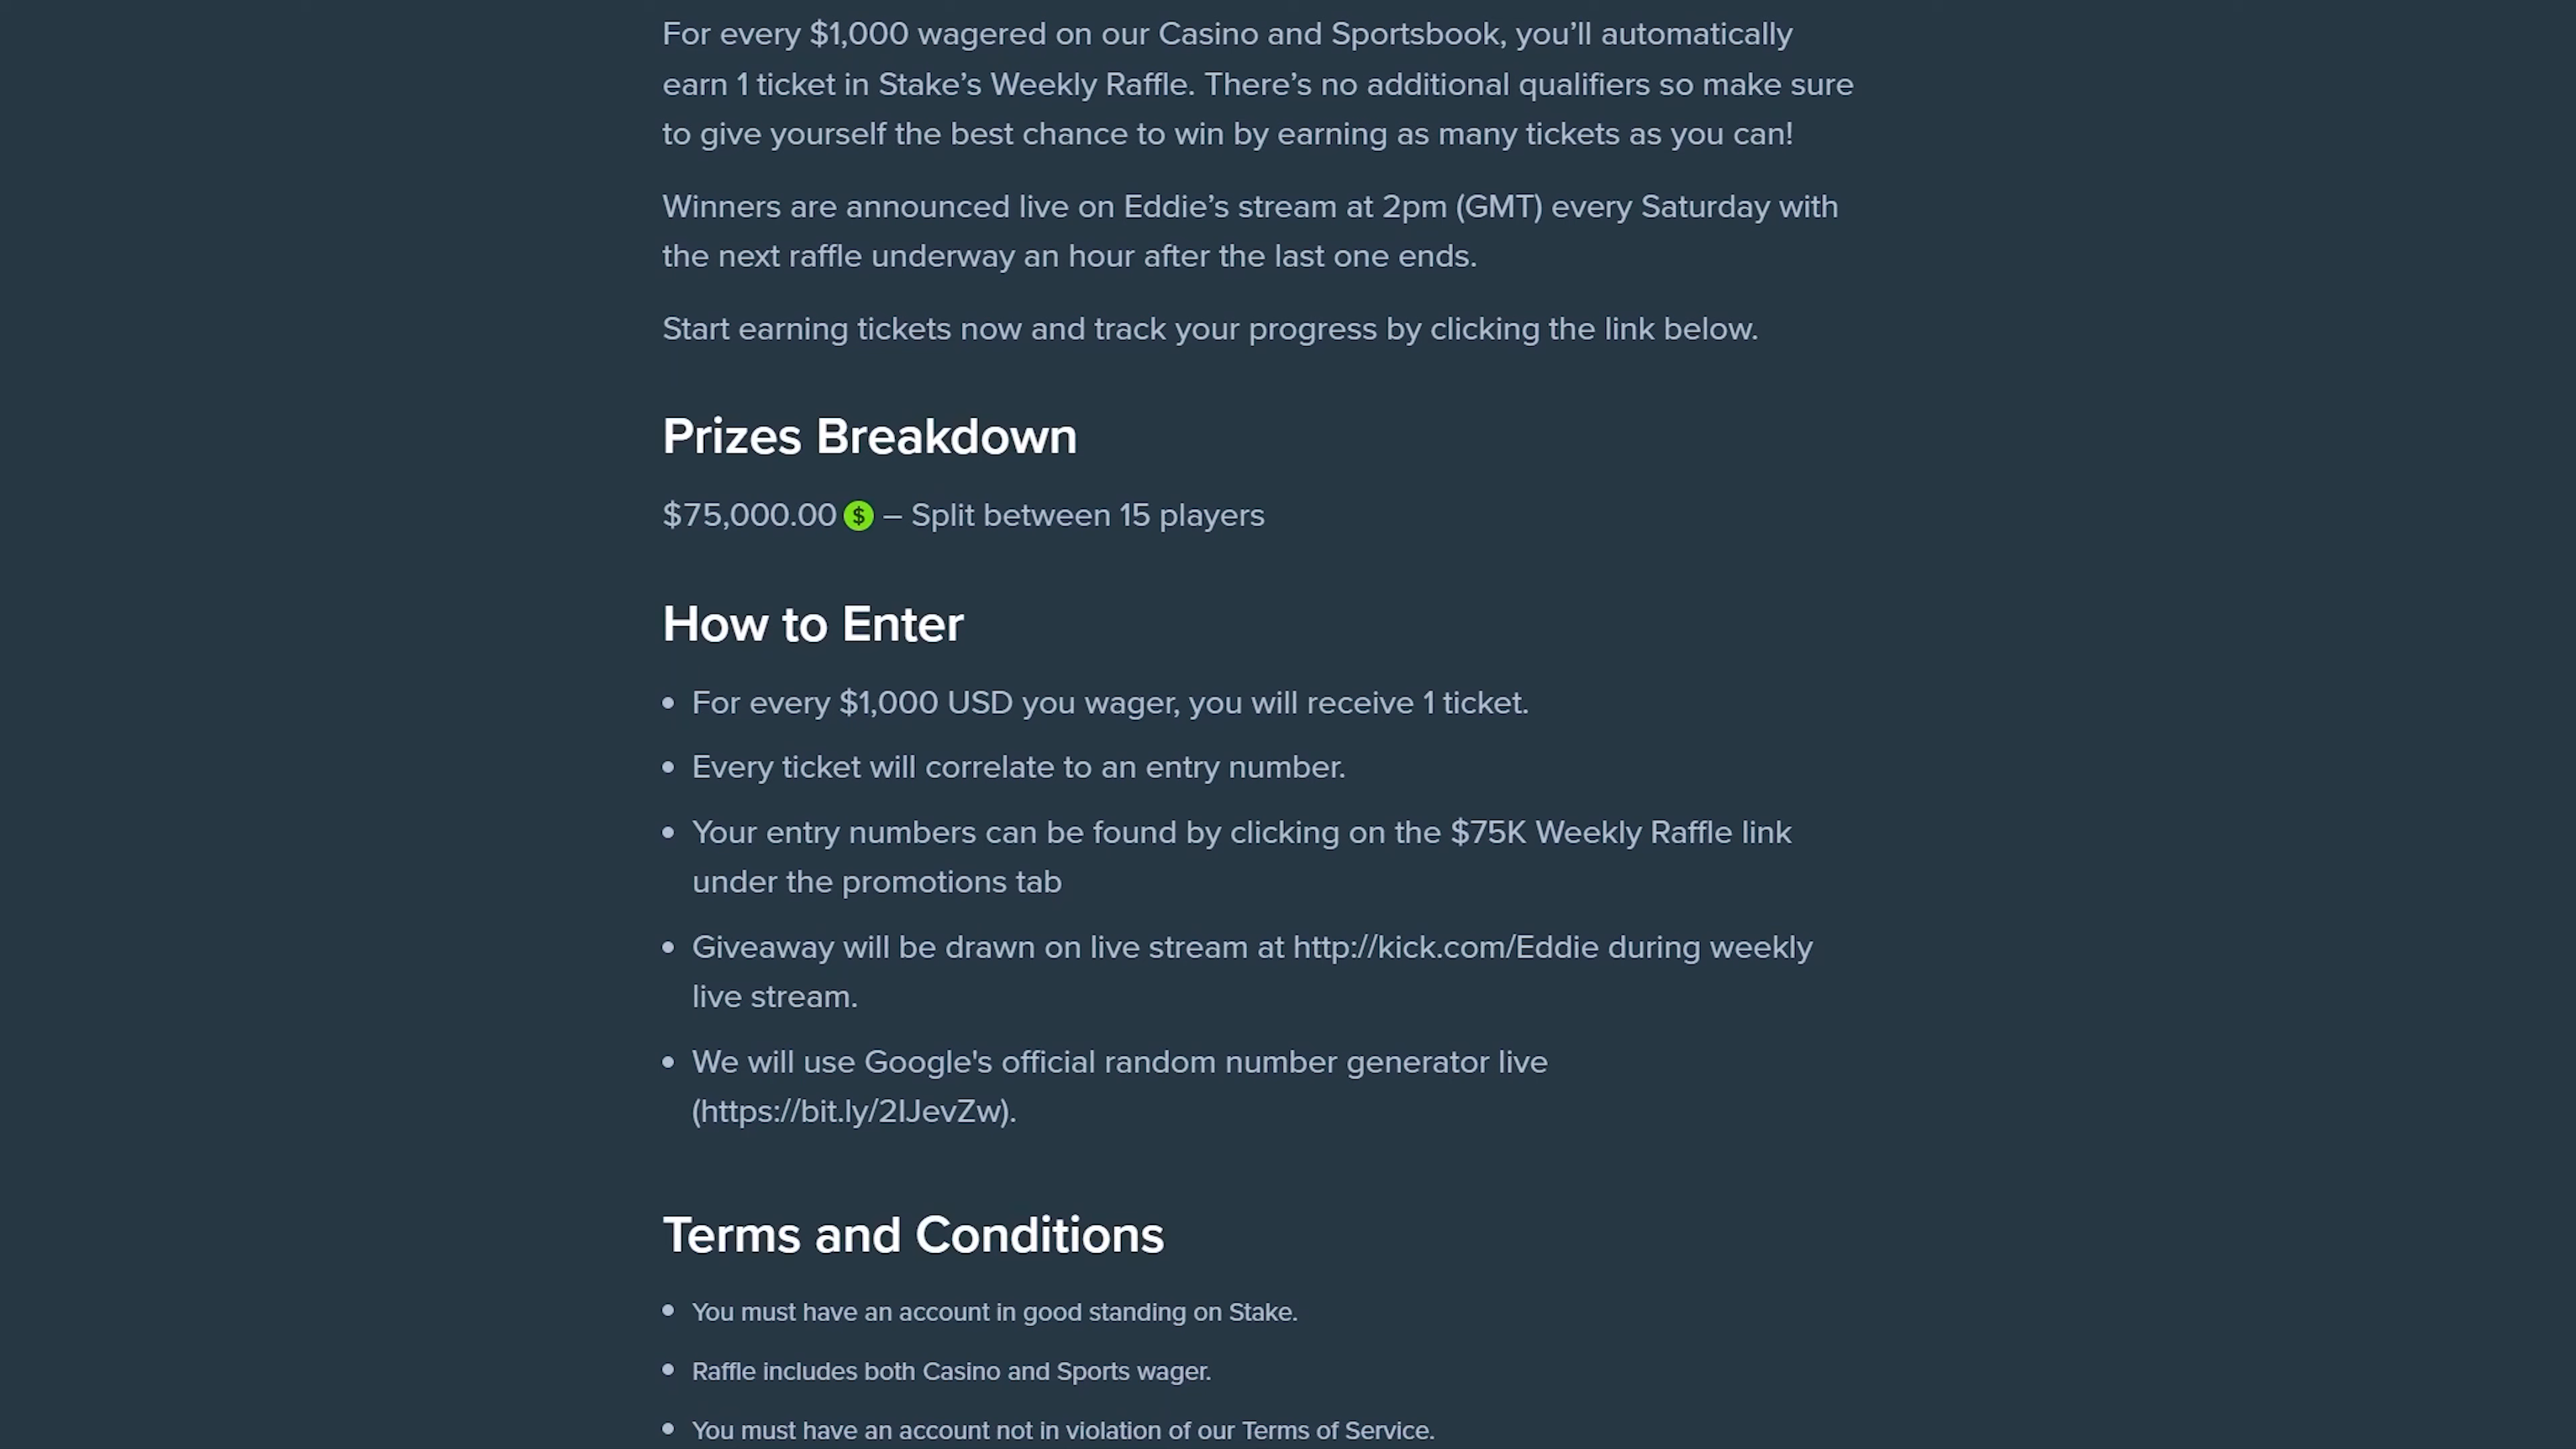 For every $1,000 wagered on our Casino and Sportsbook, you’ll automatically
earn 1 ticket in Stake’s Weekly Raffle. There’s no additional qualifiers so make sure
to give yourself the best chance to win by earning as many tickets as you can!
Winners are announced live on Eddie’s stream at 2pm (GMT) every Saturday with
the next raffle underway an hour after the last one ends.
Start earning tickets now and track your progress by clicking the link below.
Prizes Breakdown
$75,000.00 $ – Split between 15 players
How to Enter
• For every $1,000 USD you wager, you will receive 1 ticket.
• Every ticket will correlate to an entry number.
• Your entry numbers can be found by clicking on the $75K Weekly Raffle link
under the promotions tab
• Giveaway will be drawn on live stream at http://kick.com/Eddie during weekly
live stream.
• We will use Google's official random number generator live
(https://bit.ly/2lJevZw).
Terms and Conditions
• You must have an account in good standing on Stake.
• Raffle includes both Casino and Sports wager.
• You must have an account not in violation of our Terms of Service.